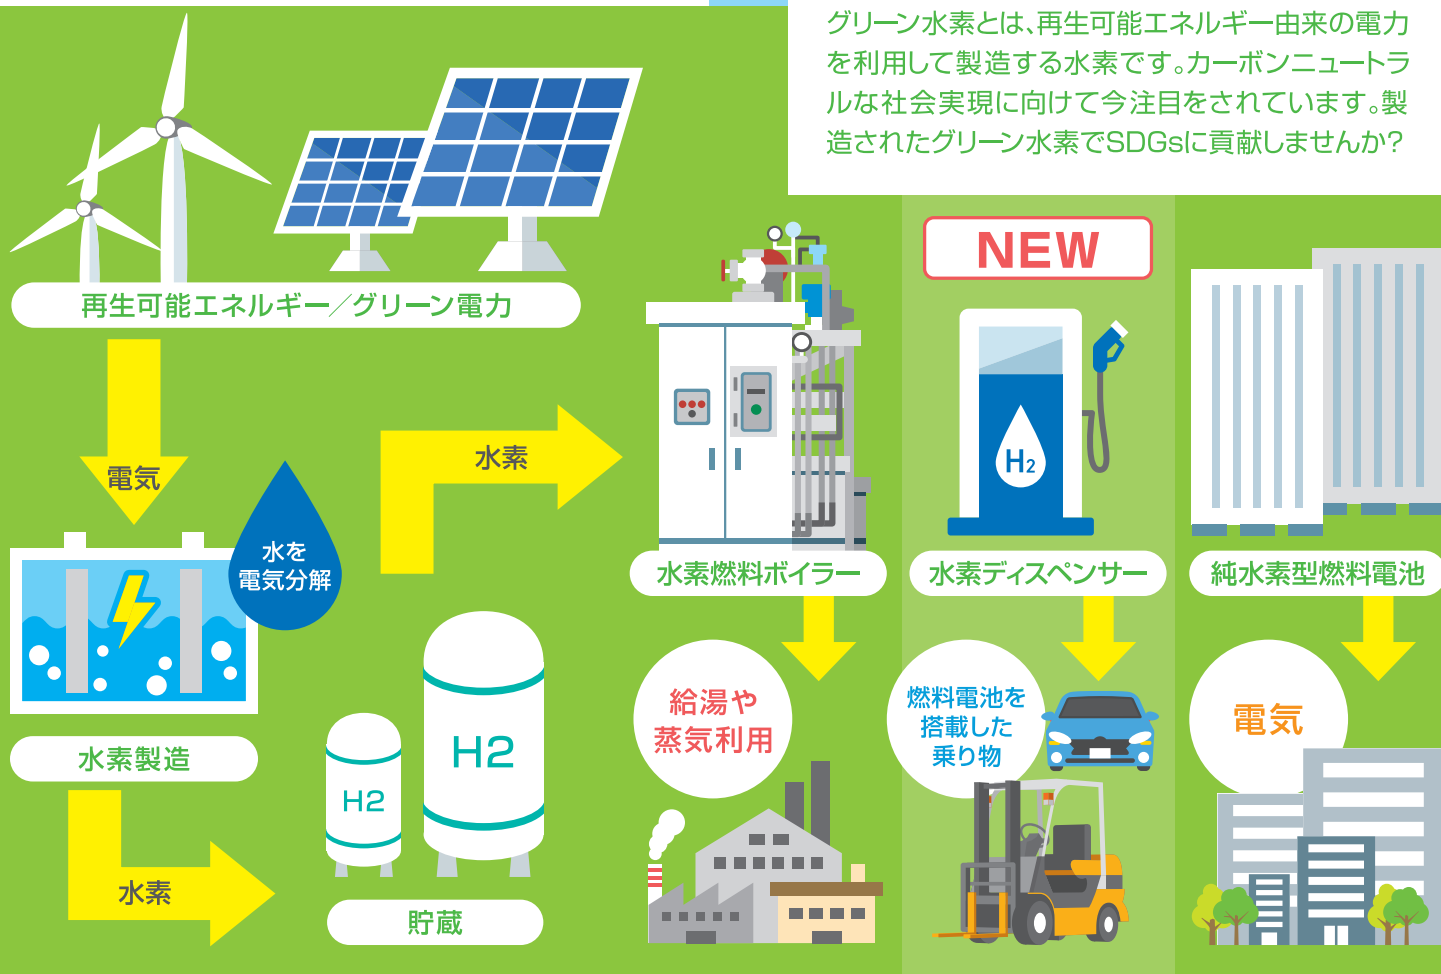 グリーン水素とは、再生可能エネルギー由来の電力
を利用して製造する水素です。カーボンニュートラ
ルな社会実現に向けて今注目をされています。製
造されたグリーン水素でSDGsに貢献しませんか?
再生可能エネルギー／グリーン電力
電気
水を
電気分解
水素製造
水素
H2
H2
貯蔵
水素
水素燃料ボイラー
給湯や
蒸気利用
NEW
H2
水素ディスペンサー
燃料電池を
搭載した
乗り物
純水素型燃料電池
電気